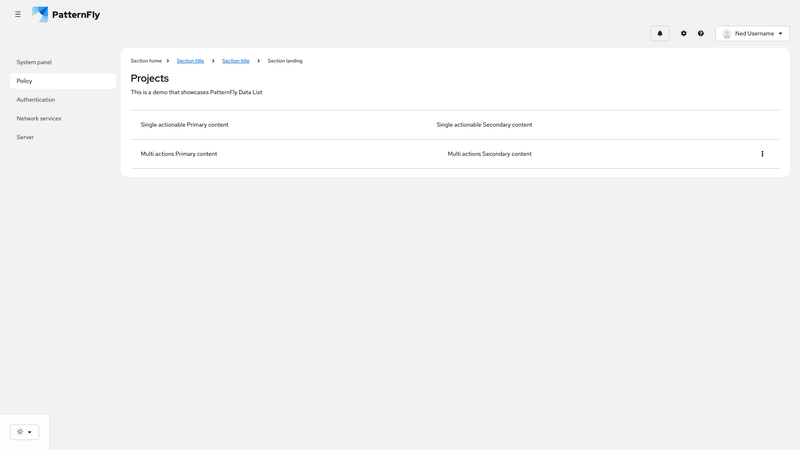 PatternFly
Ned Username
System panel
Policy
Authentication
Network services
Server
Section home Section title Section title Section landing
Projects
This is a demo that showcases PatternFly Data List
Single actionable Primary content Single actionable Secondary content
Multi actions Primary content Multi actions Secondary content